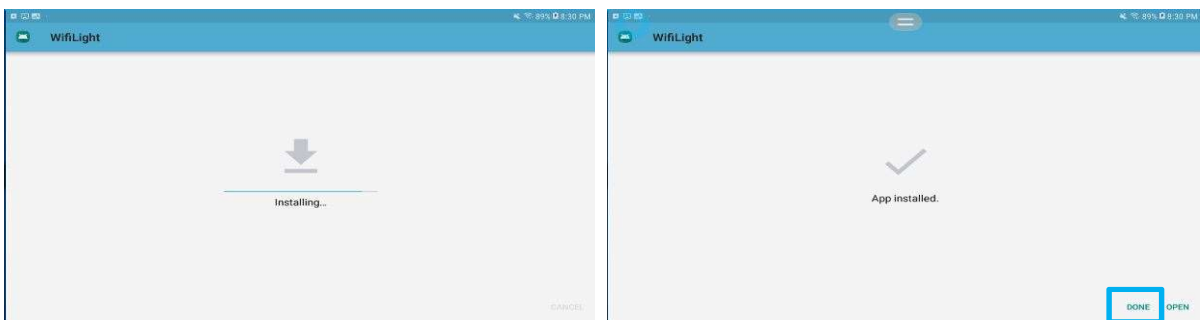 89% 8:30 PM
WifiLight
Installing...
CANCEL
89% 8:30 PM
WifiLight
App installed.
DONE OPEN